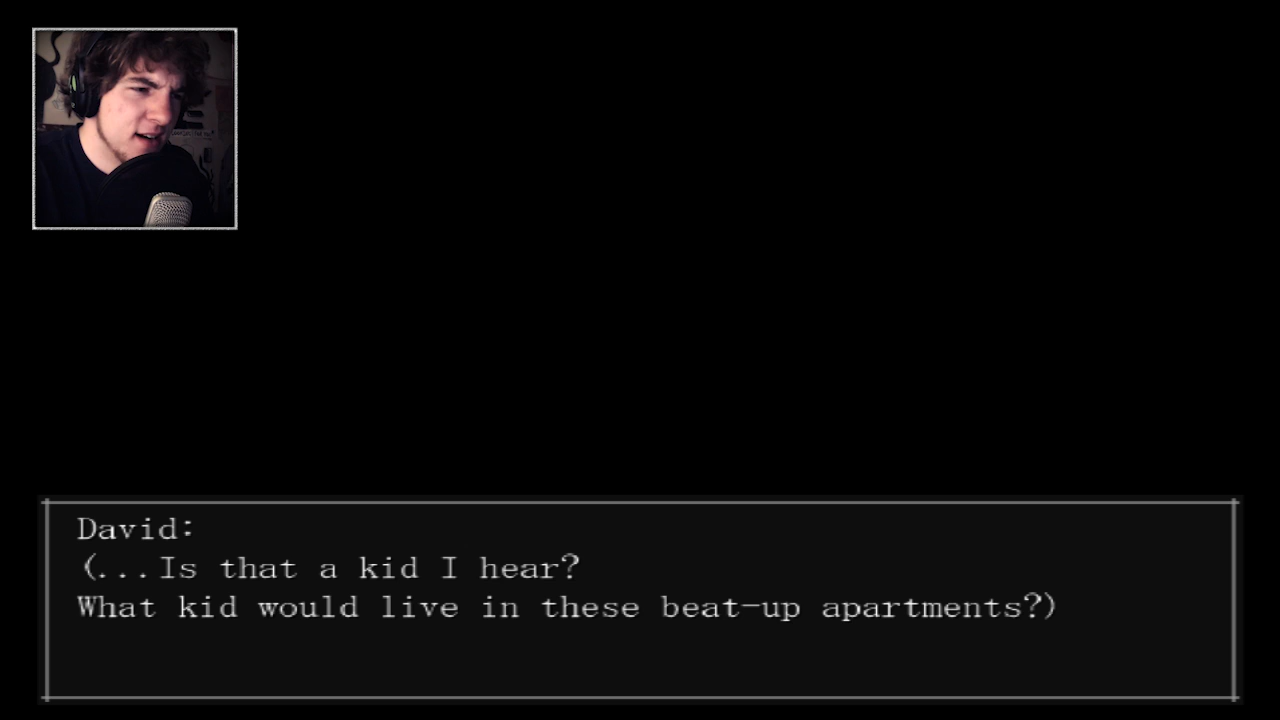 David:
(...Is that a kid I hear?
What kid would live in these beat-up apartments?)